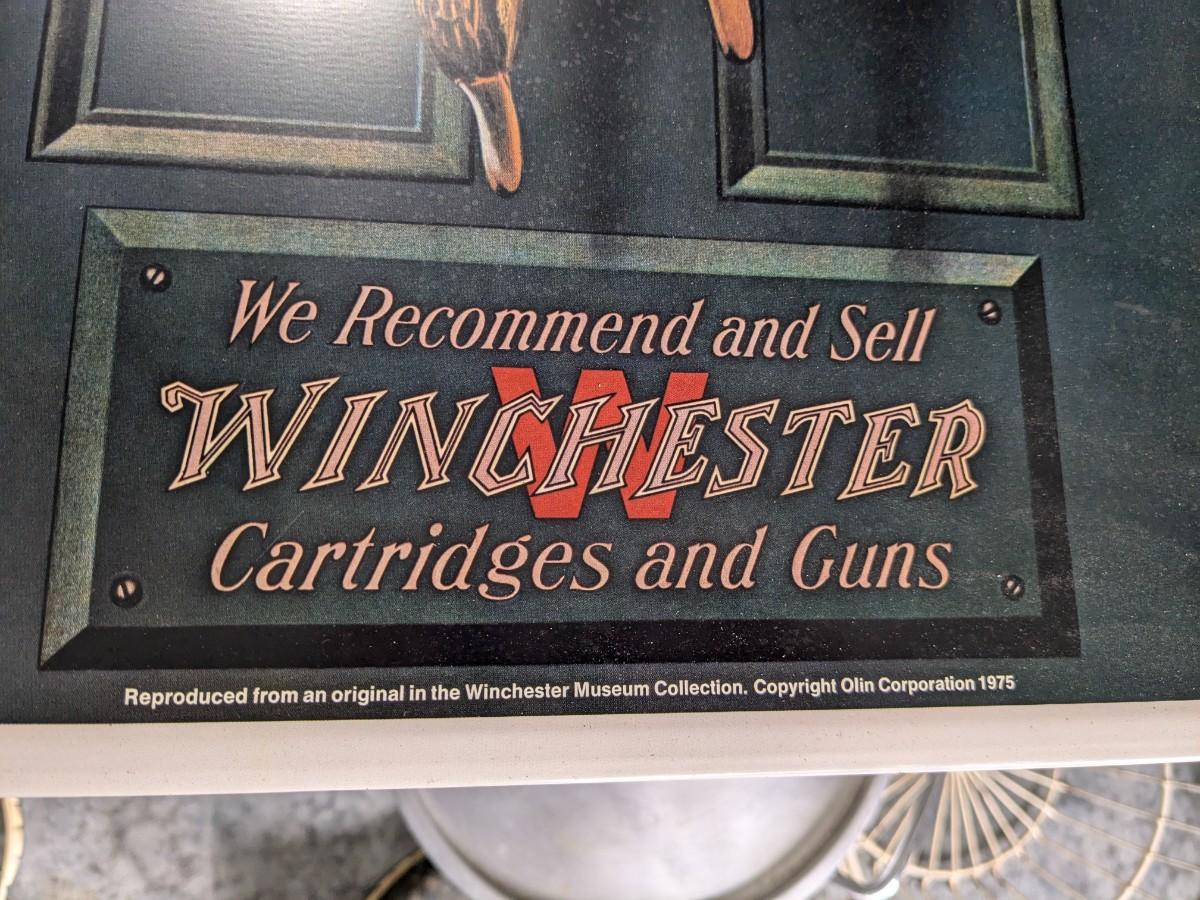 We Recommend and Sell
W
WINCHESTER
Cartridges and Guns
Reproduced from an original in the Winchester Museum Collection. Copyright Olin Corporation 1975